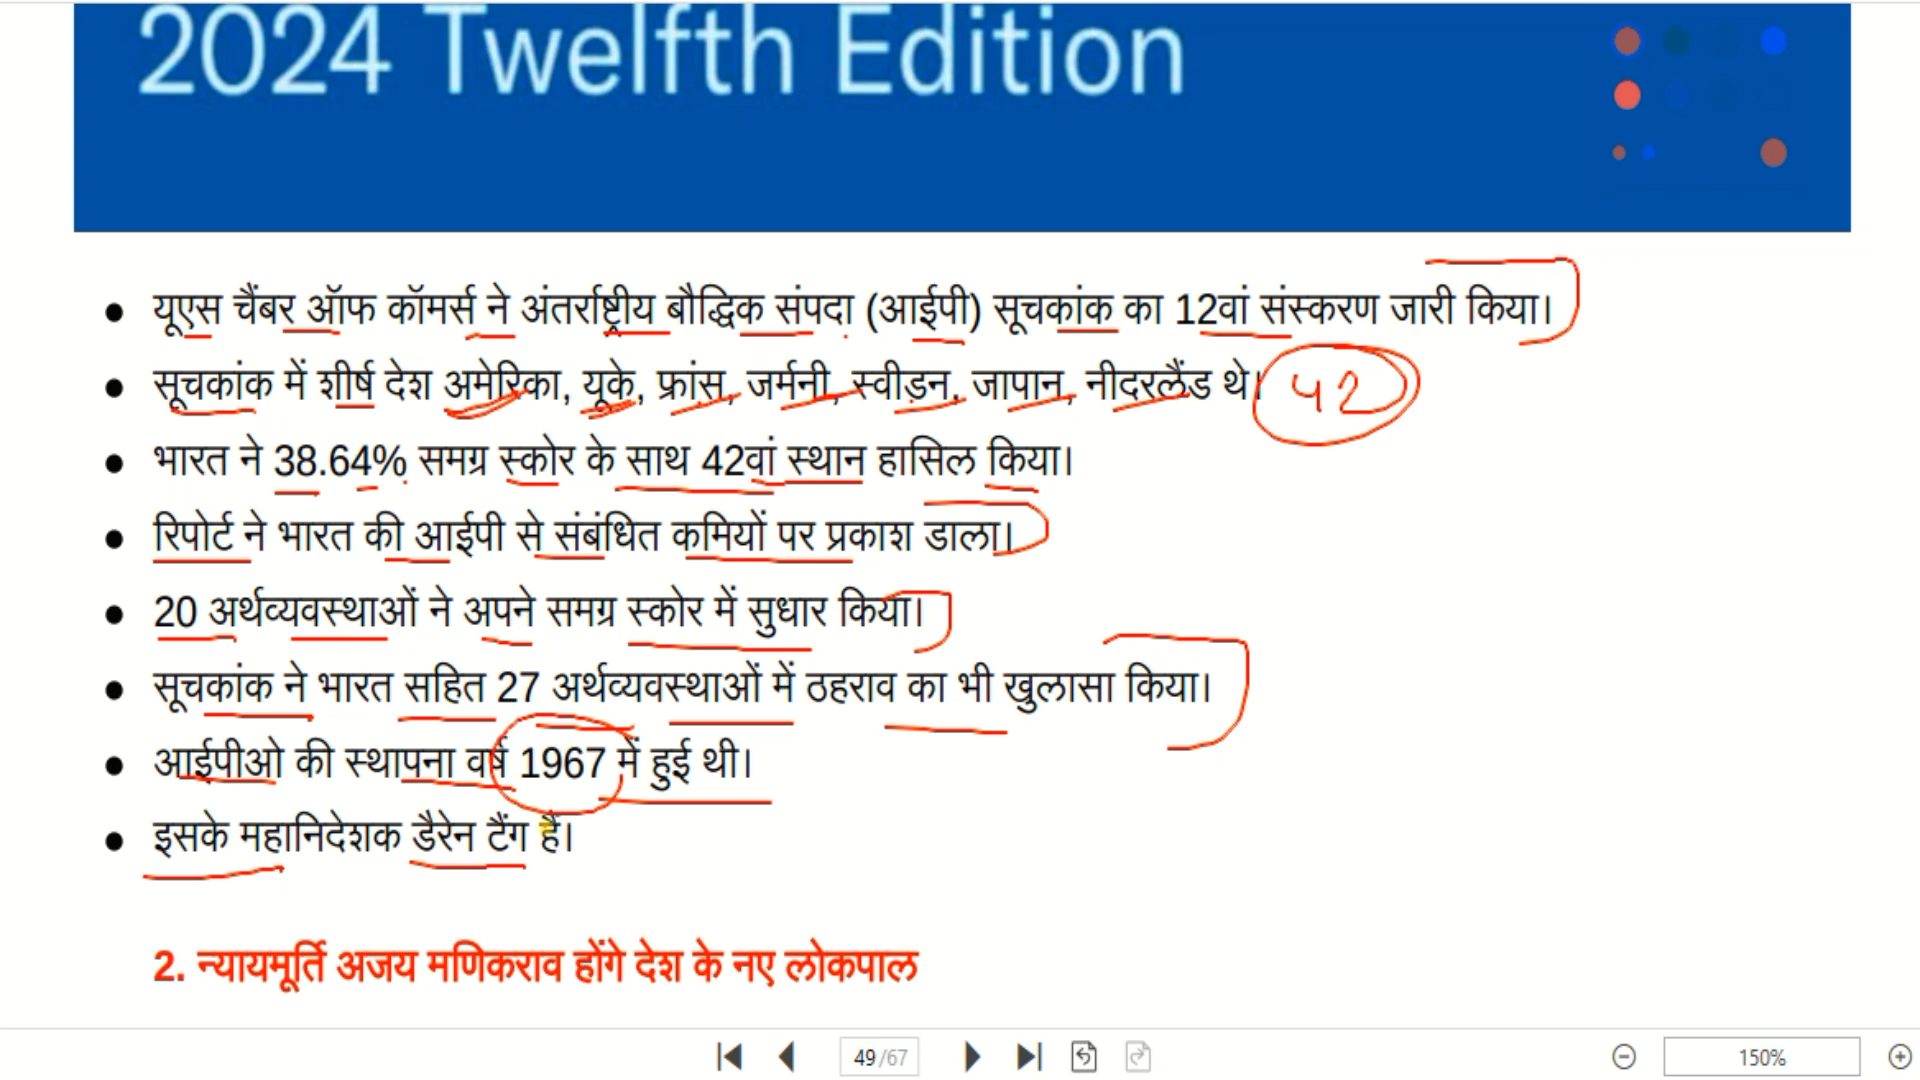 2024 Twelfth Edition
यूएस चैंबर ऑफ कॉमर्स ने अंतर्राष्ट्रीय बौद्धिक संपदा (आईपी) सूचकांक का 12वां संस्करण जारी किया।
सूचकांक में शीर्ष देश अमेरिका, यूके, फ्रांस, जर्मनी, स्वीड़न, जापान, नीदरलैंड थे। 42
भारत ने 38.64% समग्र स्कोर के साथ 42वां स्थान हासिल किया।
रिपोर्ट ने भारत की आईपी से संबंधित कमियों पर प्रकाश डाला।
20 अर्थव्यवस्थाओं ने अपने समग्र स्कोर में सुधार किया।
सूचकांक ने भारत सहित 27 अर्थव्यवस्थाओं में ठहराव का भी खुलासा किया।
आईपीओ की स्थापना वर्ष 1967 में हुई थी।
इसके महानिदेशक डैरेन टैंग हैं।
2. न्यायमूर्ति अजय मणिकराव होंगे देश के नए लोकपाल
49/67
150%